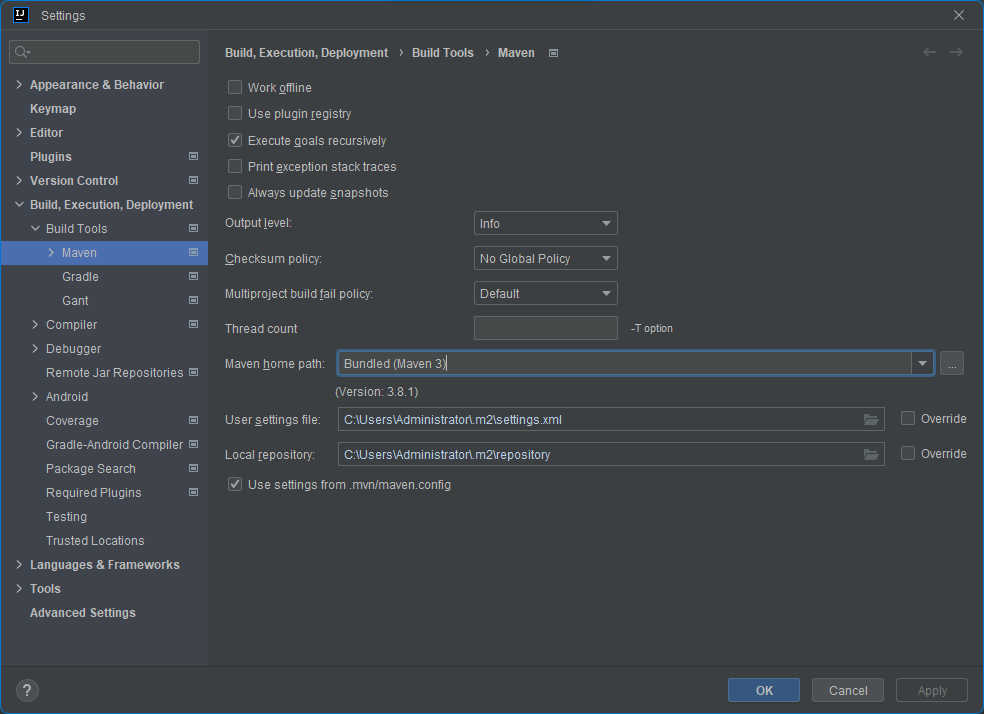 IJ
Settings
Appearance & Behavior
Keymap
Editor
Plugins
Version Control
Build, Execution, Deployment
Build Tools
Maven
Gradle
Gant
Compiler
Debugger
Remote Jar Repositories
Android
Coverage
Gradle-Android Compiler
Package Search
Required Plugins
Testing
Trusted Locations
Languages & Frameworks
Tools
Advanced Settings
Build, Execution, Deployment › Build Tools › Maven
Work offline
Use plugin registry
Execute goals recursively
Print exception stack traces
Always update snapshots
Output level: Info
Checksum policy: No Global Policy
Multiproject build fail policy: Default
Thread count -T option
Maven home path: Bundled (Maven 3) ...
(Version: 3.8.1)
User settings file: C:\Users\Administrator\.m2\settings.xml Override
Local repository: C:\Users\Administrator\.m2\repository Override
Use settings from .mvn/maven.config
? OK Cancel Apply